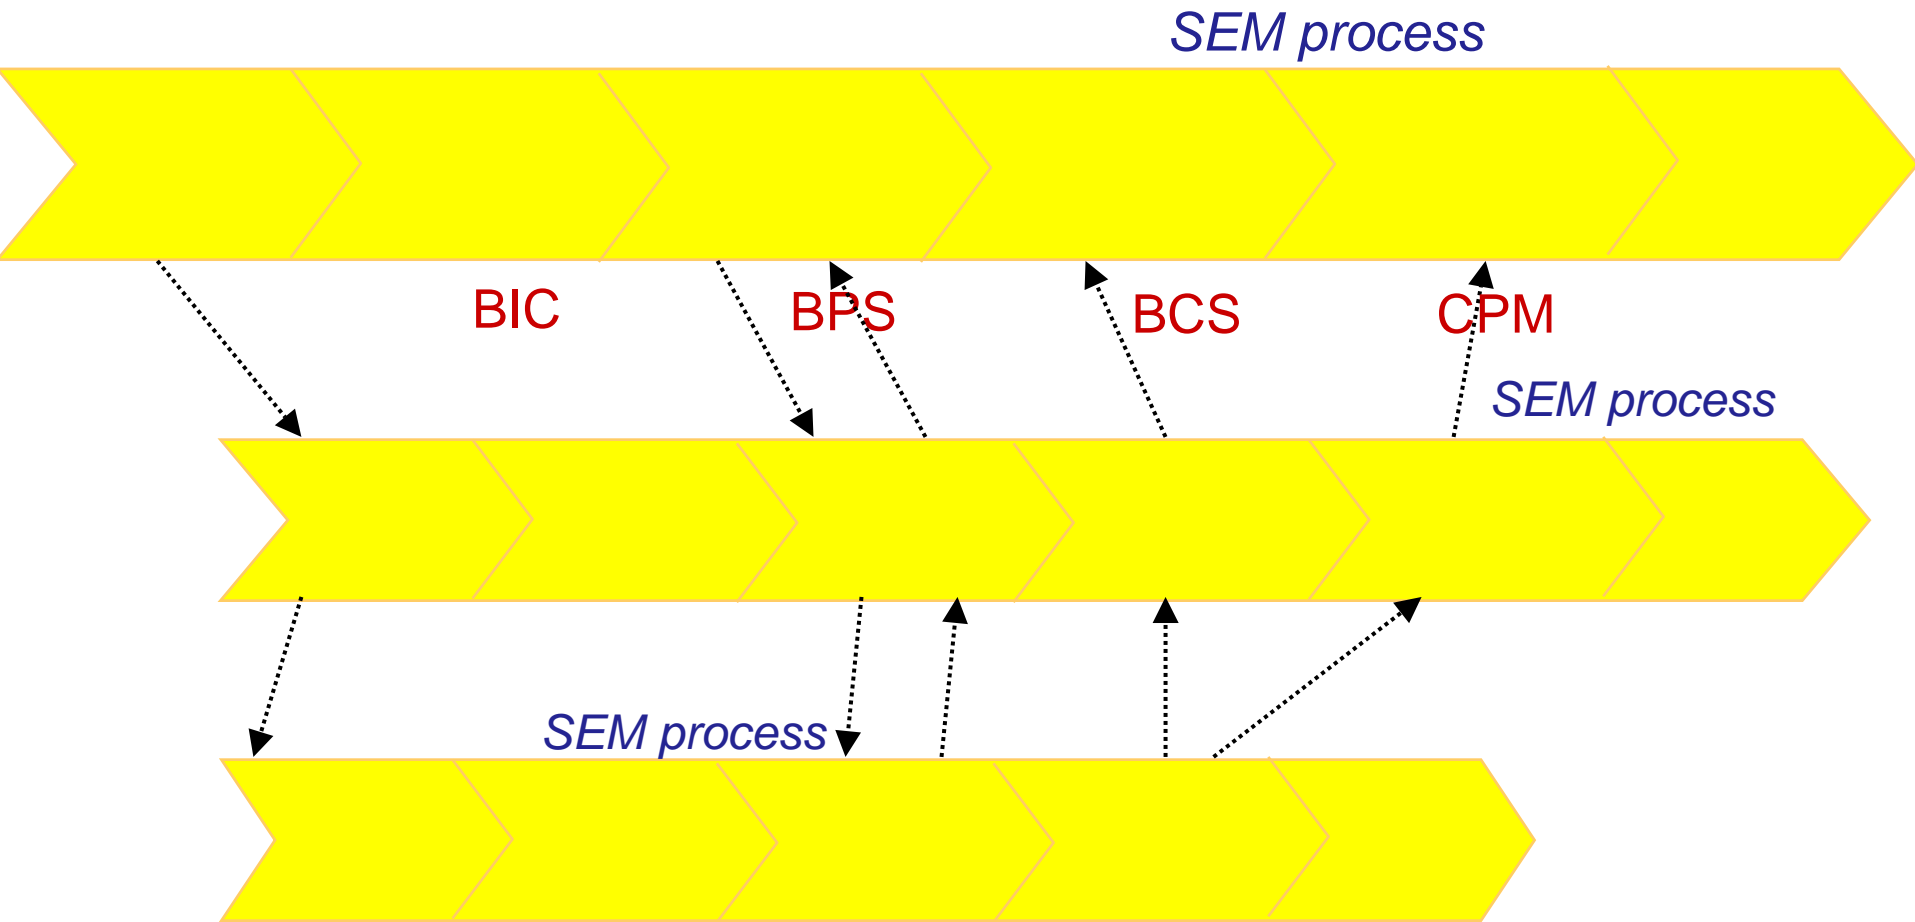 SEM process
BIC
BPS
BCS
CPM
SEM process
SEM process